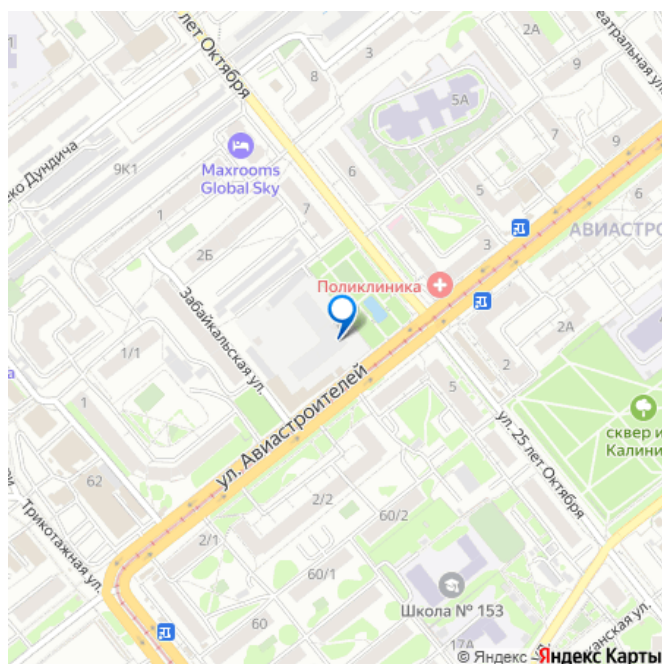 2А
театральная ул.
3
8
9
лет Октября
5А
9К1
6
9
еко Дундича
Maxrooms
Global Sky
5
6
1
7
3
АВИАСТРО
2Б
Поликлиника
Забайкальская ул.
2А
1/1
2
ул. Авиастроителей
5
а
1
сквер и
Калини
ул. 25 лет Октября
62
2/2
60/2
Трикотажная ул.
2/1
60/1
Школа № 153
60
17А
© Яндекс Яндекс Карты